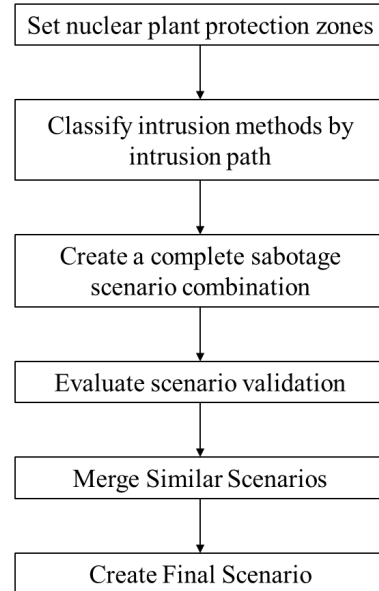 Set nuclear plant protection zones
Classify intrusion methods by
intrusion path
Create a complete sabotage
scenario combination
Evaluate scenario validation
Merge Similar Scenarios
Create Final Scenario